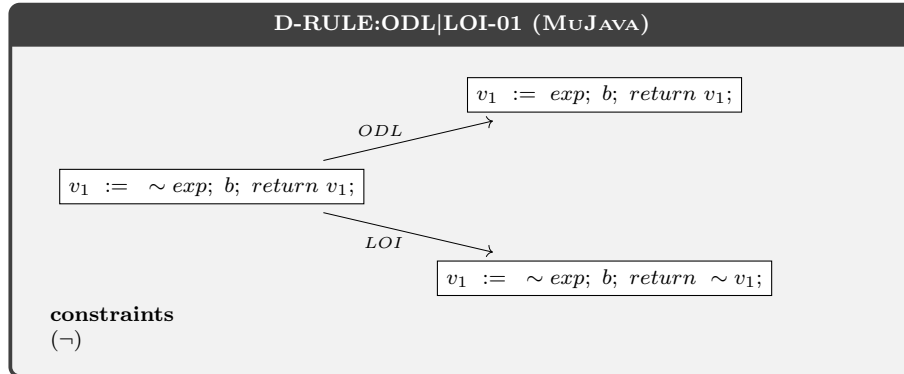 D-RULE:ODL|LOI-01 (MUJAVA)
v₁ := exp; b; return v₁;
ODL
v₁ := ∼ exp; b; return v₁;
LOI
v₁ := ∼ exp; b; return ∼ v₁;
constraints
(¬)